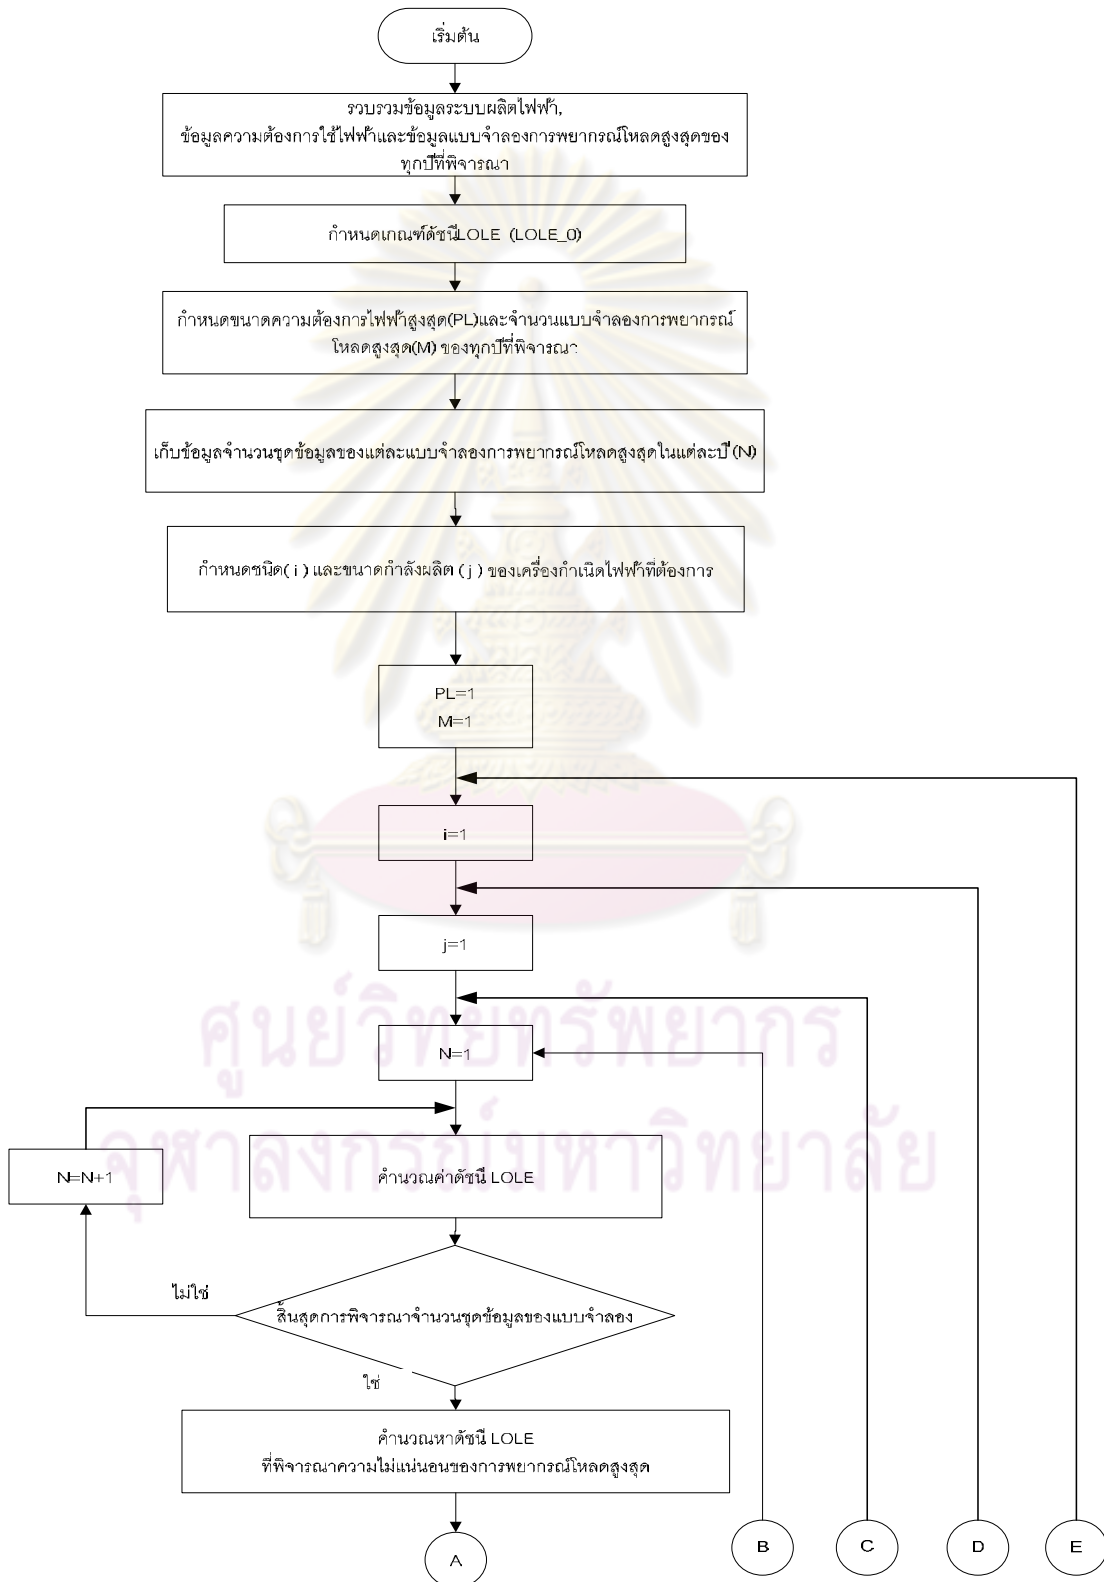 เริ่มต้น
รวบรวมข้อมูลระบบผลิตไฟฟ้า,
ข้อมูลความต้องการใช้ไฟฟ้าและข้อมูลแบบจำลองการพยากรณ์โหลดสูงสุดของ
ทุกปีที่พิจารณา
กำหนดเกณฑ์ดัชนีLOLE (LOLE_0)
กำหนดขนาดความต้องการไฟฟ้าสูงสุด(PL)และจำนวนแบบจำลองการพยากรณ์
โหลดสูงสุด(M) ของทุกปีที่พิจารณา
เก็บข้อมูลจำนวนชุดข้อมูลของแต่ละแบบจำลองการพยากรณ์โหลดสูงสุดในแต่ละปี (N)
กำหนดชนิด( i ) และขนาดกำลังผลิต ( j ) ของเครื่องกำเนิดไฟฟ้าที่ต้องการ
PL=1
M=1
i=1
j=1
ศูนย์วิทยทรัพยากร
N=1
จุฬาลงกรณ์มหาวิทยาลัย
N=N+1
คำนวณค่าดัชนี LOLE
ไม่ใช่
สิ้นสุดการพิจารณาจำนวนชุดข้อมูลของแบบจำลอง
ใช่
คำนวณหาดัชนี LOLE
ที่พิจารณาความไม่แน่นอนของการพยากรณ์โหลดสูงสุด
A
B
C
D
E